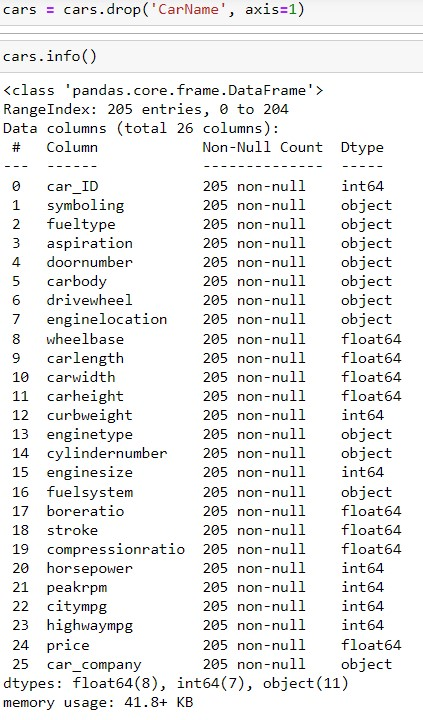 cars = cars.drop('CarName', axis=1)
cars.info()
<class 'pandas.core.frame.DataFrame'>
RangeIndex: 205 entries, 0 to 204
Data columns (total 26 columns):
 #   Column            Non-Null Count  Dtype
---  ------            --------------  -----
 0   car_ID            205 non-null    int64
 1   symboling         205 non-null    object
 2   fueltype          205 non-null    object
 3   aspiration        205 non-null    object
 4   doornumber        205 non-null    object
 5   carbody           205 non-null    object
 6   drivewheel        205 non-null    object
 7   enginelocation    205 non-null    object
 8   wheelbase         205 non-null    float64
 9   carlength         205 non-null    float64
 10  carwidth          205 non-null    float64
 11  carheight         205 non-null    float64
 12  curbweight        205 non-null    int64
 13  enginetype        205 non-null    object
 14  cylindernumber    205 non-null    object
 15  enginesize        205 non-null    int64
 16  fuelsystem        205 non-null    object
 17  boreratio         205 non-null    float64
 18  stroke            205 non-null    float64
 19  compressionratio  205 non-null    float64
 20  horsepower        205 non-null    int64
 21  peakrpm           205 non-null    int64
 22  citympg           205 non-null    int64
 23  highwaympg        205 non-null    int64
 24  price             205 non-null    float64
 25  car_company       205 non-null    object
dtypes: float64(8), int64(7), object(11)
memory usage: 41.8+ KB